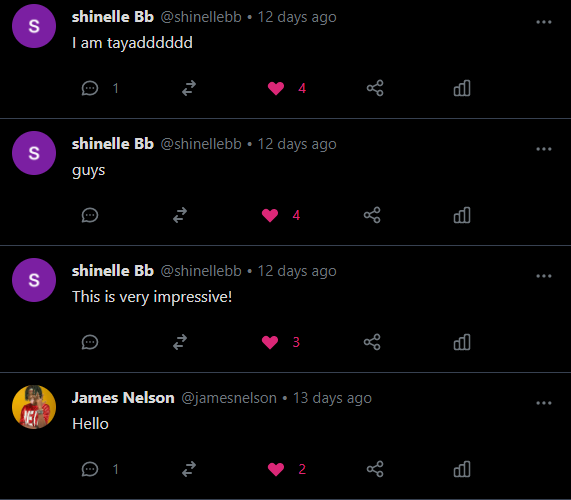 S
shinelle Bb @shinellebb • 12 days ago
I am tayadddddd
1 4
S
shinelle Bb @shinellebb • 12 days ago
guys
4
S
shinelle Bb @shinellebb • 12 days ago
This is very impressive!
3
James Nelson @jamesnelson • 13 days ago
Hello
1 2